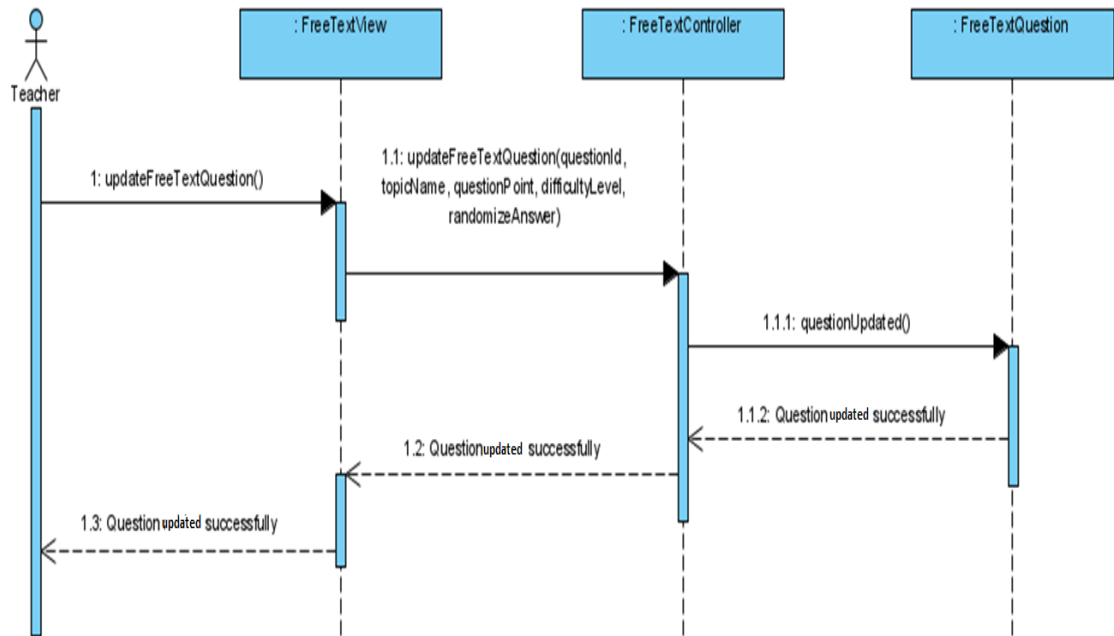 : FreeTextView
: FreeTextController
: FreeTextQuestion
Teacher
1: updateFreeTextQuestion()
1.1: updateFreeTextQuestion(questionId,
topicName, questionPoint, difficultyLevel,
randomizeAnswer)
1.1.1: questionUpdated()
1.1.2: Question updated successfully
1.2: Question updated successfully
1.3: Question updated successfully